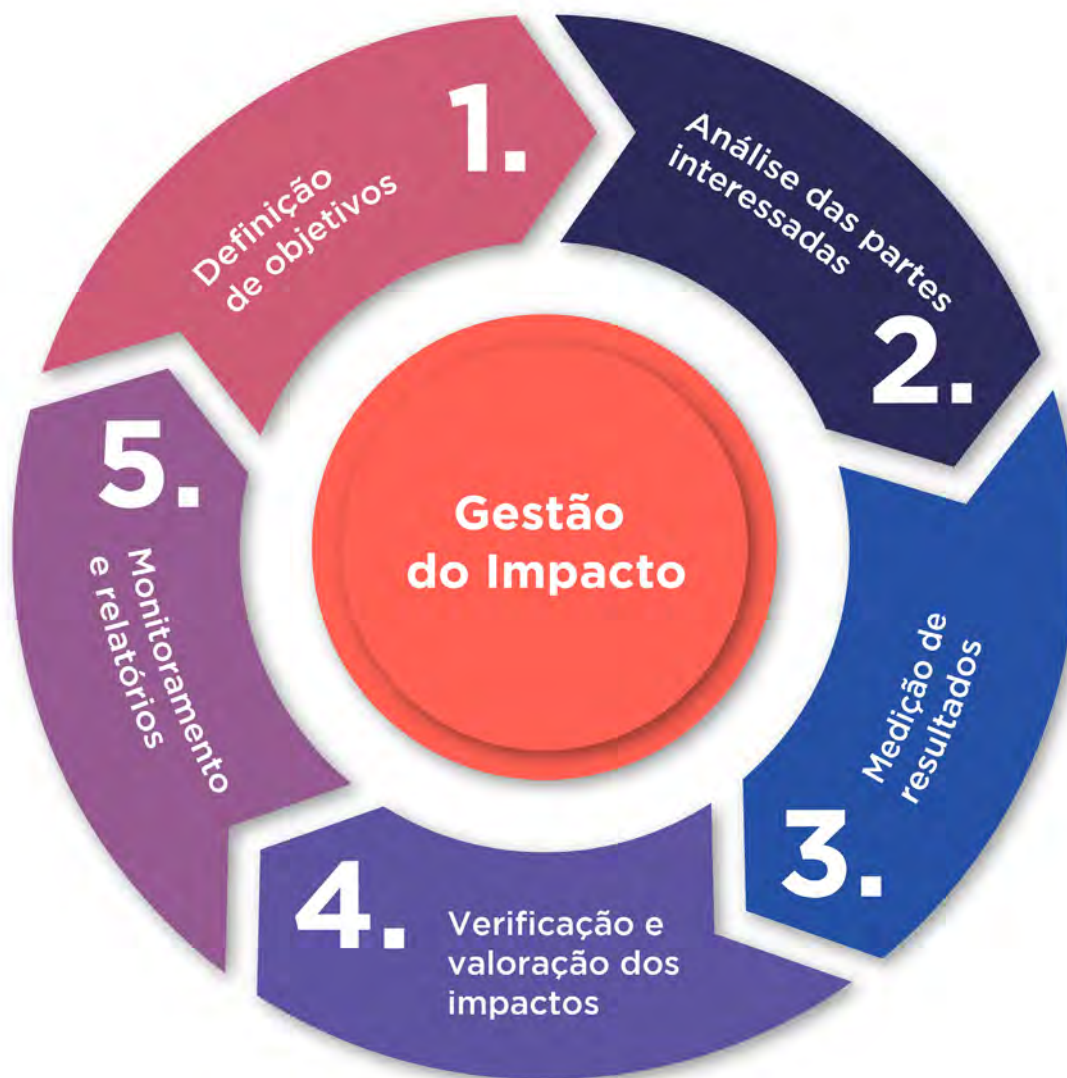 1.
Definição
de objetivos
Análise das partes
interessadas
2.
Medição de
resultados
3.
4.
Verificação e
valoração dos
impactos
5.
Monitoramento
e relatórios
Gestão
do Impacto